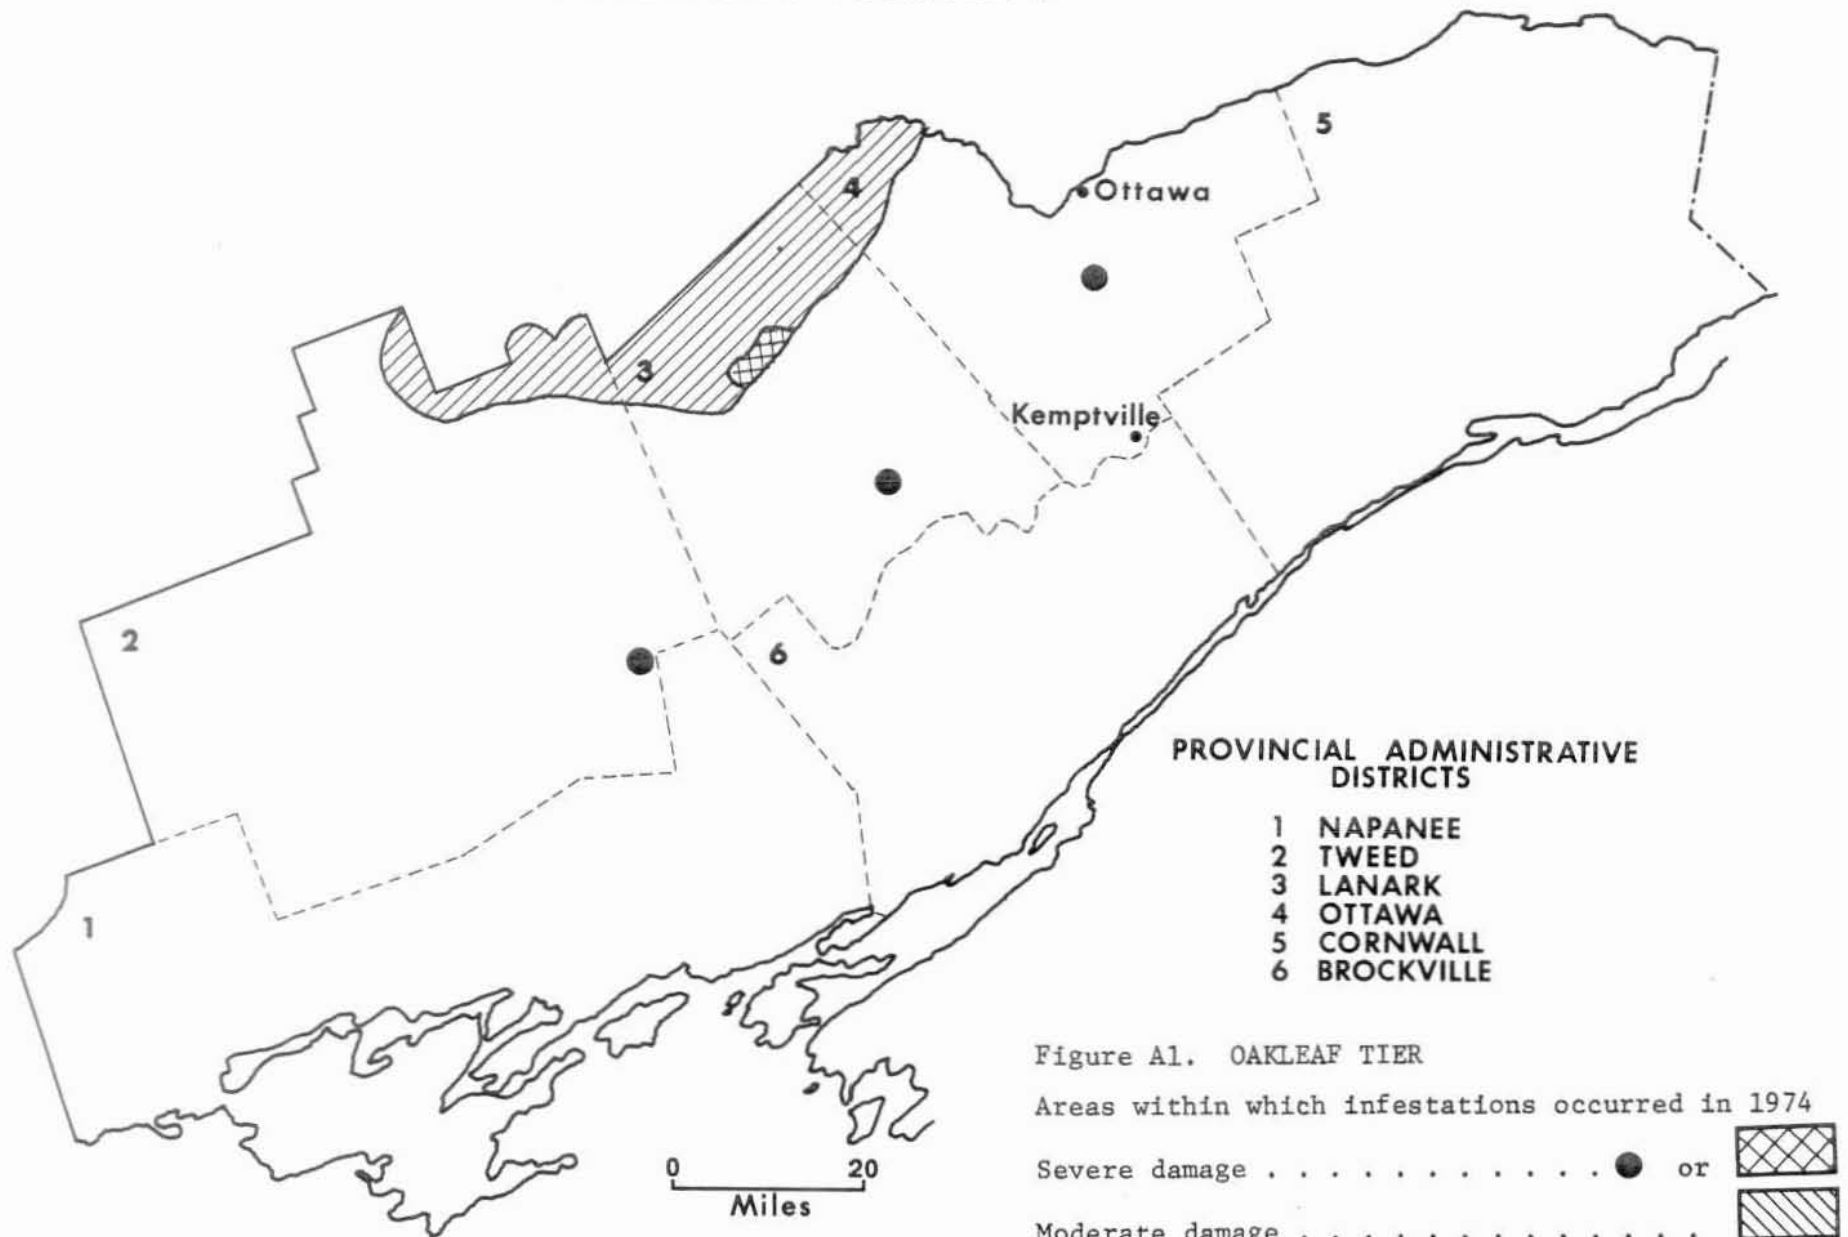 5
4
Ottawa
3
Kemptville
2
6
1
PROVINCIAL ADMINISTRATIVE
DISTRICTS
1 NAPANEE
2 TWEED
3 LANARK
4 OTTAWA
5 CORNWALL
6 BROCKVILLE
Figure A1. OAKLEAF TIER
Areas within which infestations occurred in 1974
Severe damage . . . . . . . . . . . . or
Moderate damage . . . . . . . . . . . . . .
0 20
Miles